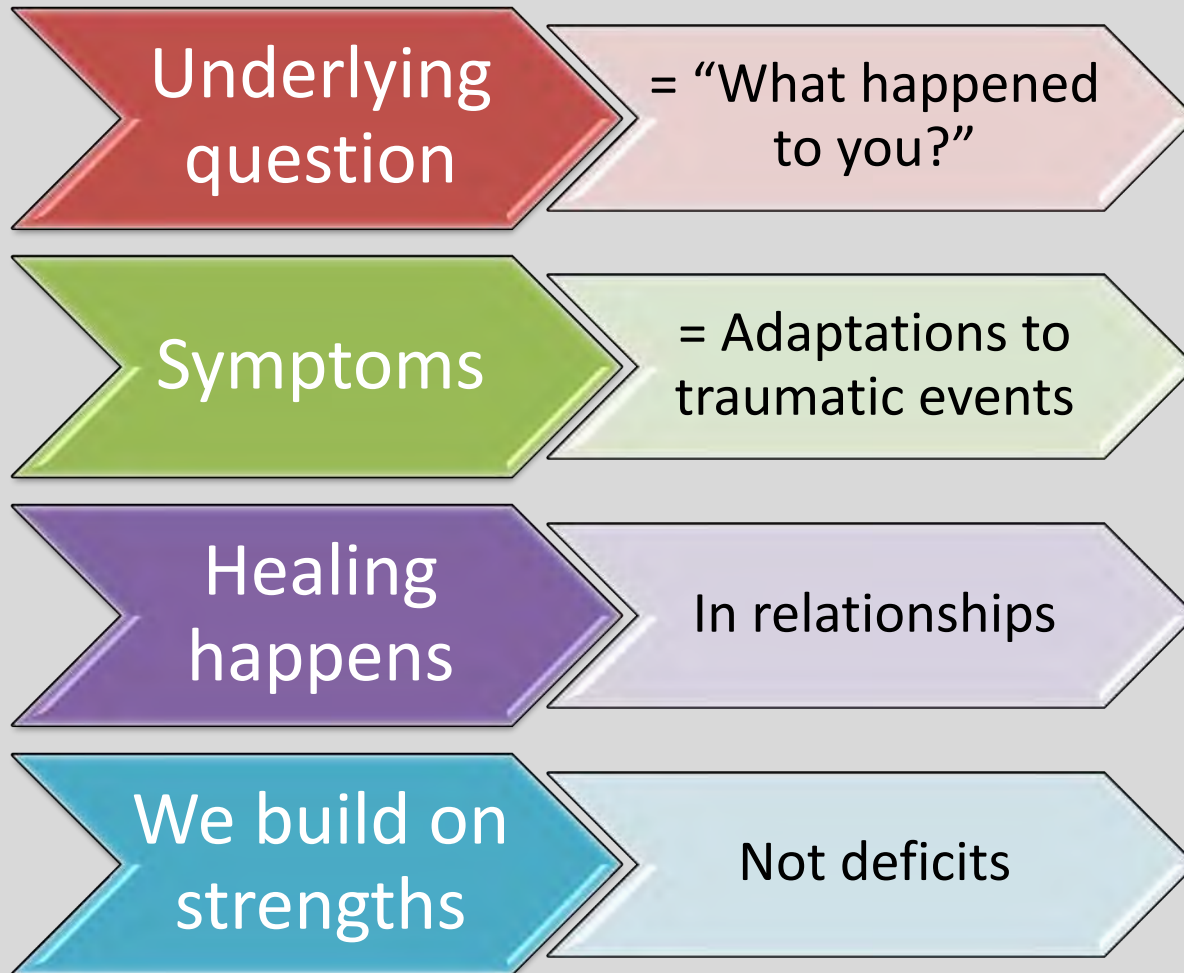 Underlying
question
= “What happened
to you?”
Symptoms
= Adaptations to
traumatic events
Healing
happens
In relationships
We build on
strengths
Not deficits